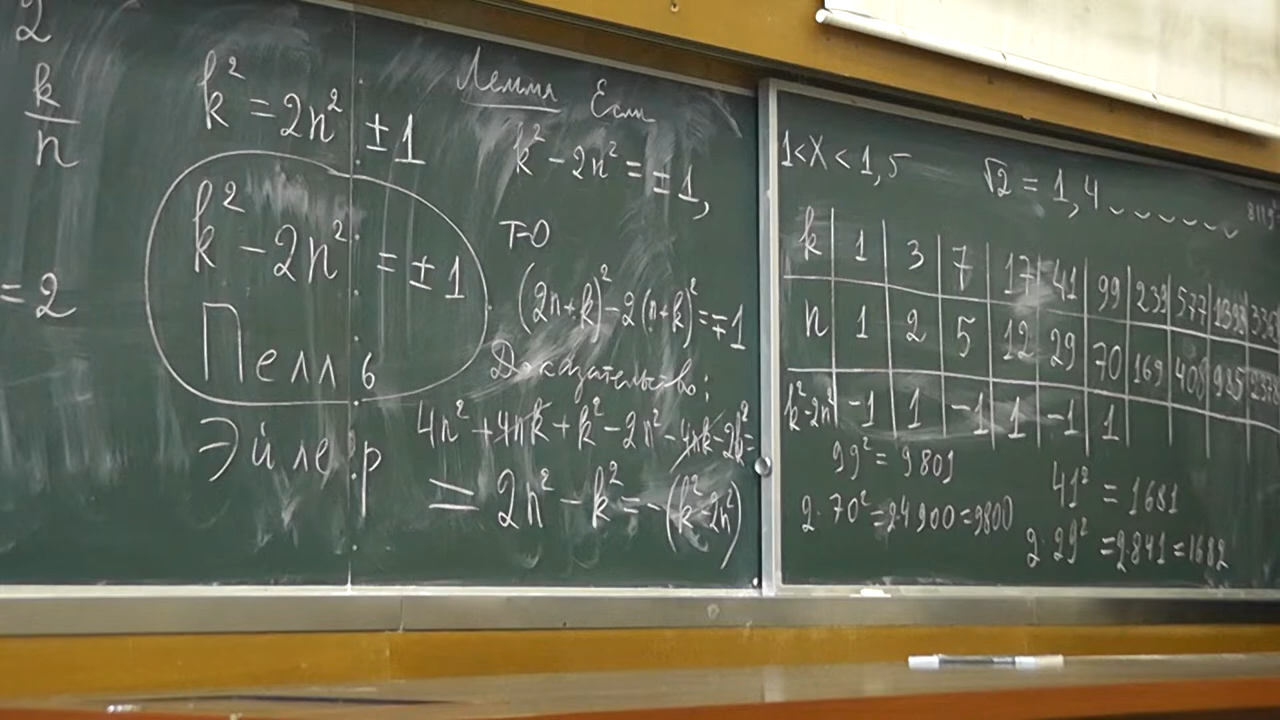 2
k/n
= 2
k² = 2n² ± 1
k² - 2n² = ± 1
Пелль
Эйлер
Лемма Если
k² - 2n² = ± 1,
то
(2n+k)² - 2(n+k)² = ∓1
Доказательство:
4n² + 4nk + k² - 2n² - 4nk - 2k² =
= 2n² - k² = -(k² - 2n²)
1 < X < 1,5
√2 = 1,4
k | 1 | 3 | 7 | 17 | 41 | 99 | 239 | 577 | 1393
n | 1 | 2 | 5 | 12 | 29 | 70 | 169 | 408 | 985 | 2378
k²-2n² | -1 | 1 | -1 | 1 | -1 | 1
99² = 9801
2·70² = 2·4900 = 9800
41² = 1681
2·29² = 2·841 = 1682